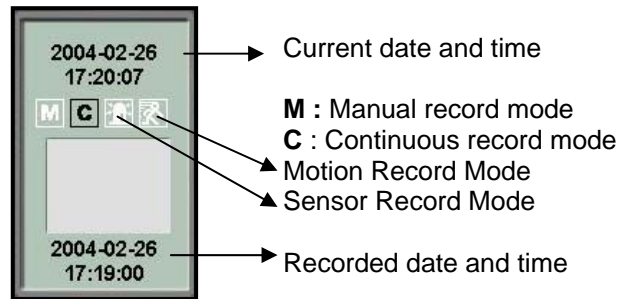 2004-02-26
17:20:07
M C
2004-02-26
17:19:00
Current date and time
M : Manual record mode
C : Continuous record mode
Motion Record Mode
Sensor Record Mode
Recorded date and time